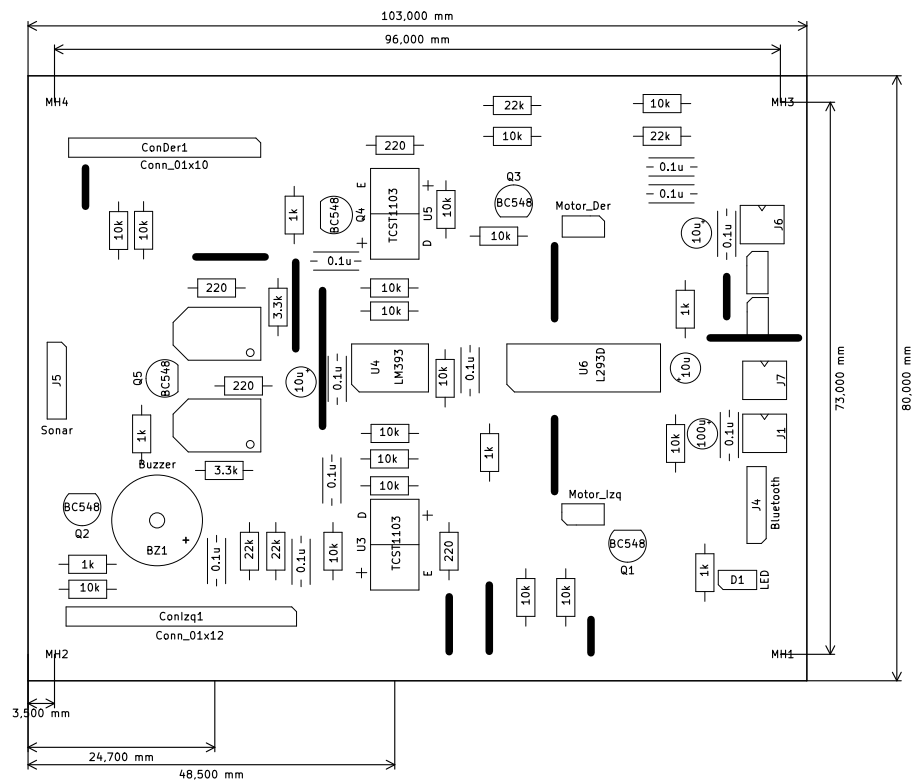 103,000 mm
96,000 mm
MH4
MH3
22k
10k
10k
22k
ConDer1
220
Conn_01x10
0.1u
0.1u
Q3
E
+
Motor_Der
10k
10k
1k
BC548
Q4
TCST1103
U5
10k
BC548
10u
+
0.1u
J6
+
D
10k
0.1u
220
3.3k
10k
10k
1k
J5
Q5
BC548
220
10u
+
0.1u
U4
LM393
10k
0.1u
U6
L293D
+
10u
J7
73,000 mm
80,000 mm
Sonar
1k
10k
1k
10k
100u
+
0.1u
J1
Buzzer
3.3k
10k
0.1u
10k
J4
Bluetooth
BC548
Q2
BZ1
+
Motor_Izq
D
+
U3
TCST1103
+
E
0.1u
22k
22k
0.1u
10k
220
BC548
Q1
1k
10k
1k
D1
LED
10k
10k
ConIzq1
Conn_01x12
MH2
MH1
3,500 mm
24,700 mm
48,500 mm